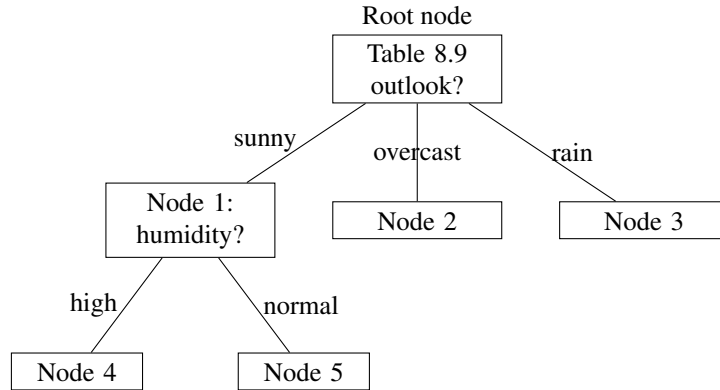 Root node
Table 8.9
outlook?
sunny
overcast
rain
Node 1:
humidity?
Node 2
Node 3
high
normal
Node 4
Node 5